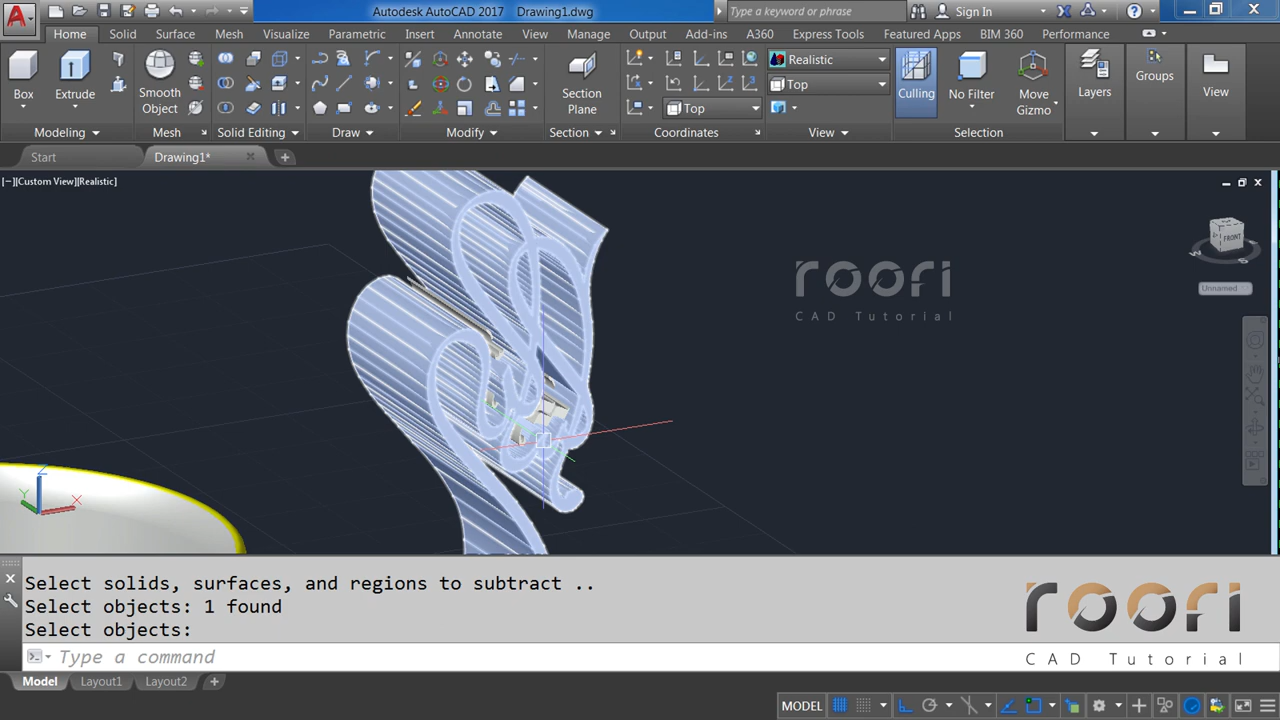 Autodesk AutoCAD 2017 Drawing1.dwg
Type a keyword or phrase
Sign In
Home Solid Surface Mesh Visualize Parametric Insert Annotate View Manage Output Add-ins A360 Express Tools Featured Apps BIM 360 Performance
Box
Extrude
Smooth
Object
Section
Plane
Realistic
Top
Top
Culling
No Filter
Move
Gizmo
Layers
Groups
View
Modeling
Mesh
Solid Editing
Draw
Modify
Section
Coordinates
View
Selection
Start
Drawing1*
[−][Custom View][Realistic]
FRONT
W
S
Unnamed
roofi
CAD Tutorial
Z
Y
X
Select solids, surfaces, and regions to subtract ..
Select objects: 1 found
Select objects:
Type a command
roofi
CAD Tutorial
Model Layout1 Layout2
MODEL